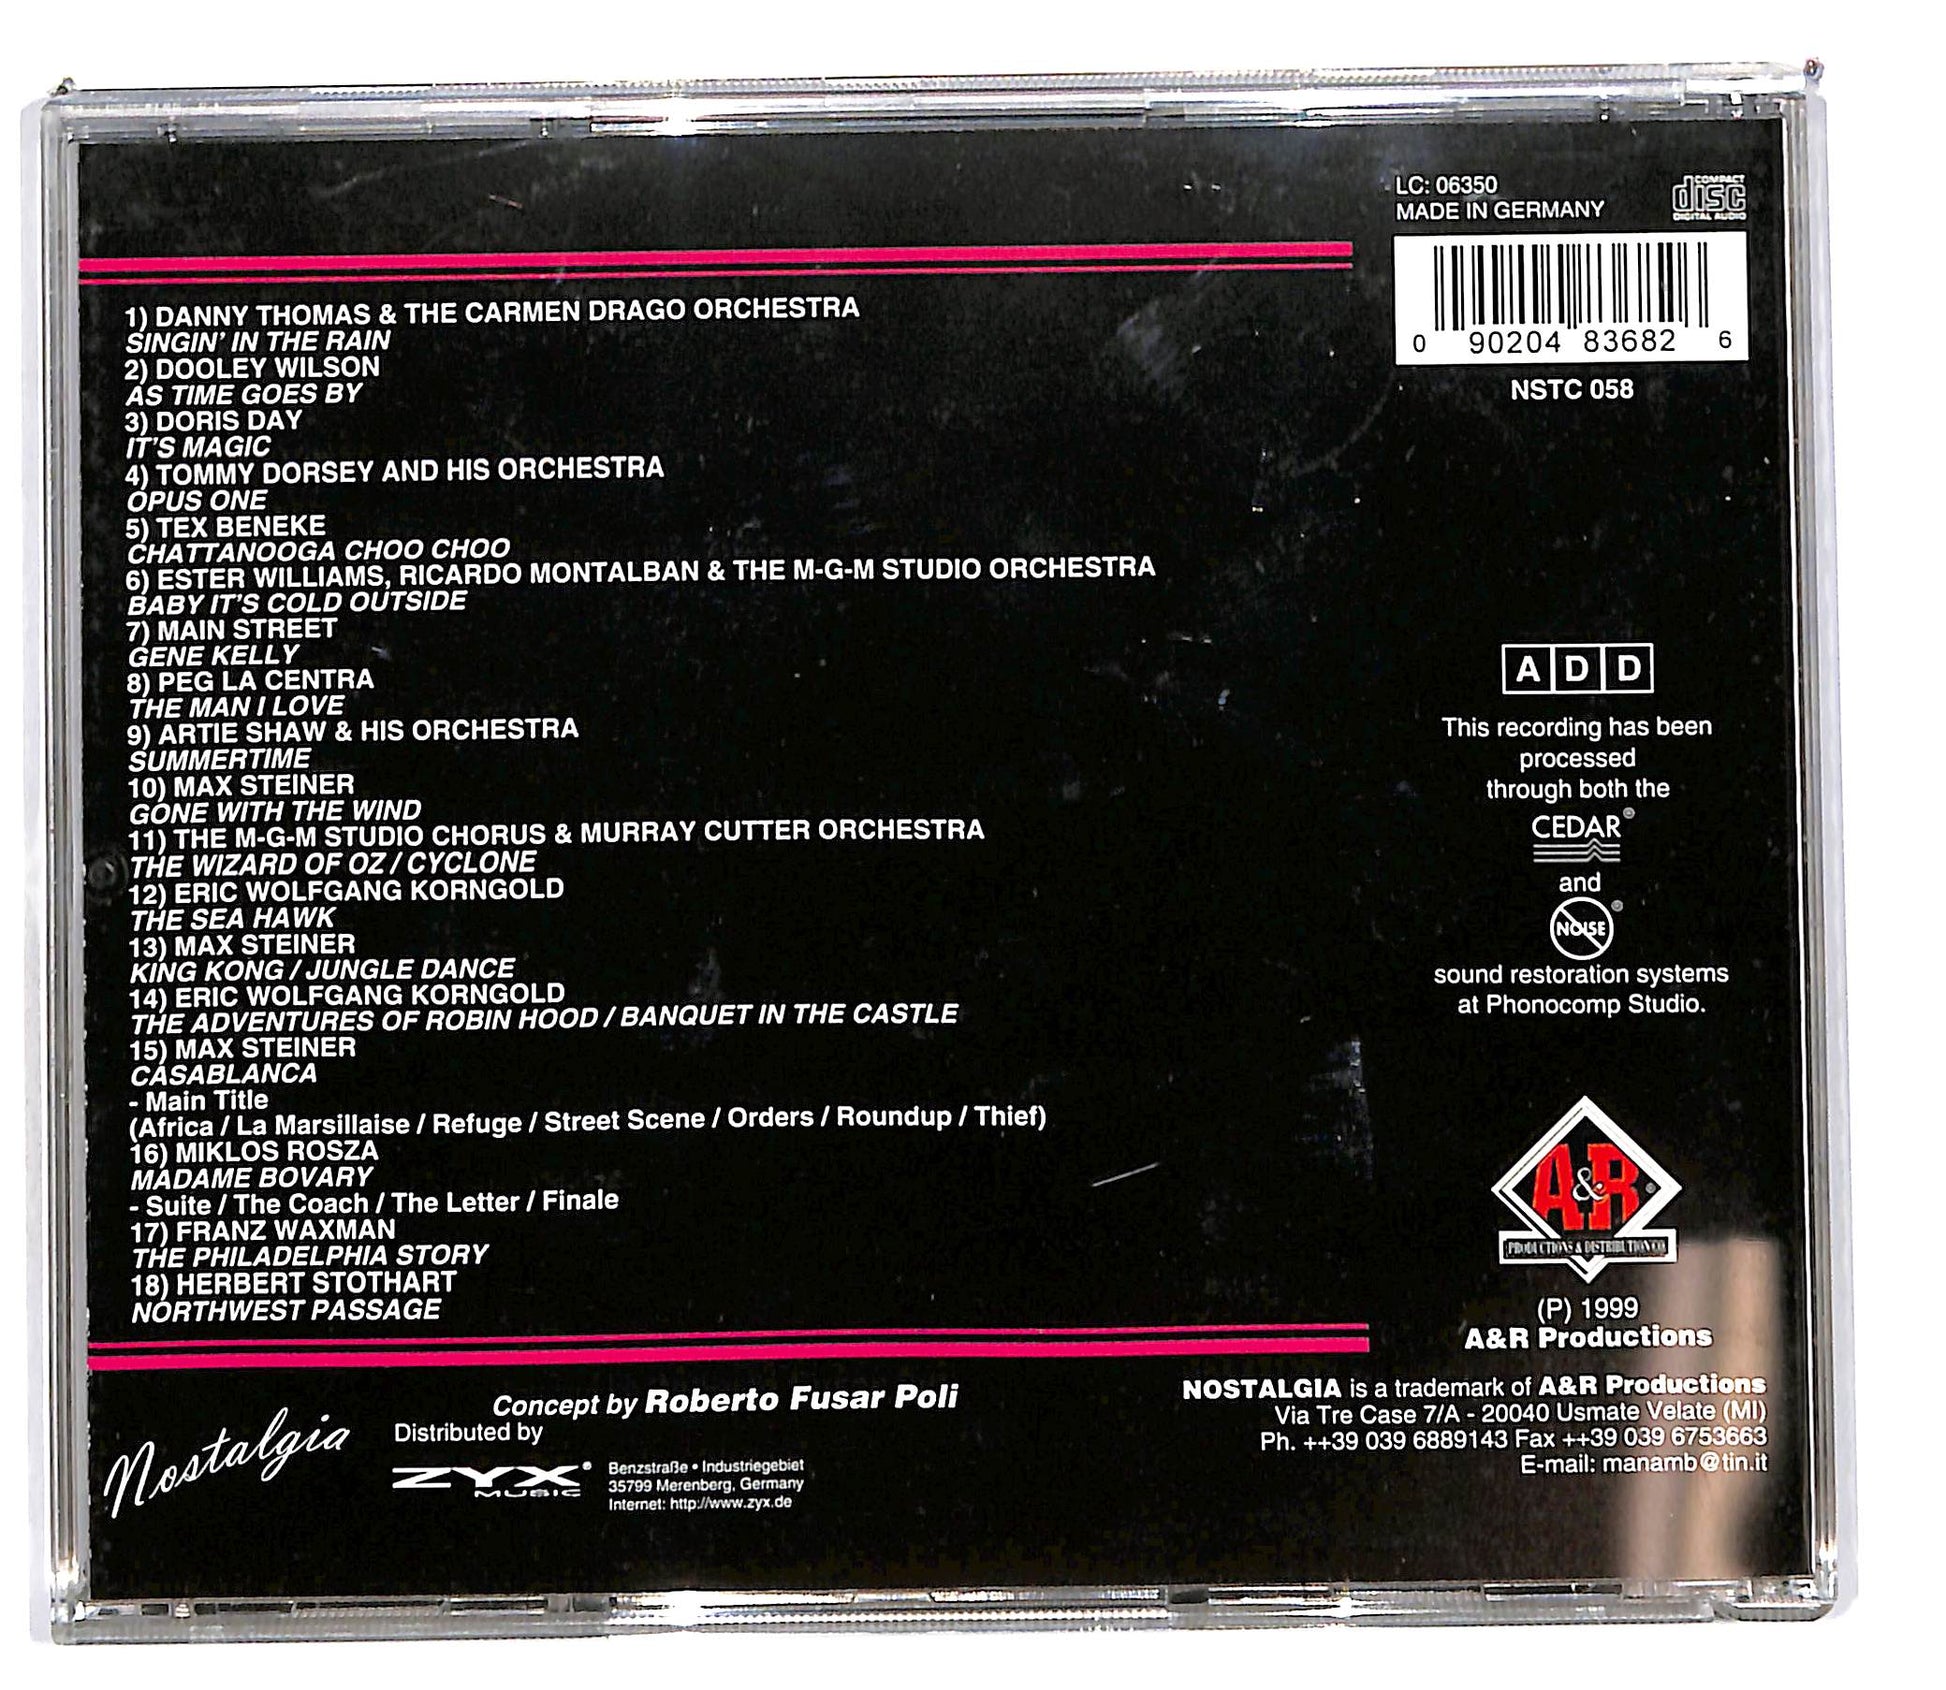 LC: 06350
MADE IN GERMANY
COMPACT
disc
DIGITAL AUDIO
0 90204 83682 6
NSTC 058
1) DANNY THOMAS & THE CARMEN DRAGO ORCHESTRA
SINGIN' IN THE RAIN
2) DOOLEY WILSON
AS TIME GOES BY
3) DORIS DAY
IT'S MAGIC
4) TOMMY DORSEY AND HIS ORCHESTRA
OPUS ONE
5) TEX BENEKE
CHATTANOOGA CHOO CHOO
6) ESTER WILLIAMS, RICARDO MONTALBAN & THE M-G-M STUDIO ORCHESTRA
BABY IT'S COLD OUTSIDE
7) MAIN STREET
GENE KELLY
8) PEG LA CENTRA
THE MAN I LOVE
9) ARTIE SHAW & HIS ORCHESTRA
SUMMERTIME
10) MAX STEINER
GONE WITH THE WIND
11) THE M-G-M STUDIO CHORUS & MURRAY CUTTER ORCHESTRA
THE WIZARD OF OZ / CYCLONE
12) ERIC WOLFGANG KORNGOLD
THE SEA HAWK
13) MAX STEINER
KING KONG / JUNGLE DANCE
14) ERIC WOLFGANG KORNGOLD
THE ADVENTURES OF ROBIN HOOD / BANQUET IN THE CASTLE
15) MAX STEINER
CASABLANCA
- Main Title
(Africa / La Marsillaise / Refuge / Street Scene / Orders / Roundup / Thief)
16) MIKLOS ROSZA
MADAME BOVARY
- Suite / The Coach / The Letter / Finale
17) FRANZ WAXMAN
THE PHILADELPHIA STORY
18) HERBERT STOTHART
NORTHWEST PASSAGE
A D D
This recording has been
processed
through both the
CEDAR®
and
NOISE®
sound restoration systems
at Phonocomp Studio.
A&R®
PRODUCTIONS & DISTRIBUTION CO.
(P) 1999
A&R Productions
Nostalgia
Concept by Roberto Fusar Poli
Distributed by
ZYX®
MUSIC
Benzstraße • Industriegebiet
35799 Merenberg, Germany
Internet: http://www.zyx.de
NOSTALGIA is a trademark of A&R Productions
Via Tre Case 7/A - 20040 Usmate Velate (MI)
Ph. ++39 039 6889143 Fax ++39 039 6753663
E-mail: manamb@tin.it